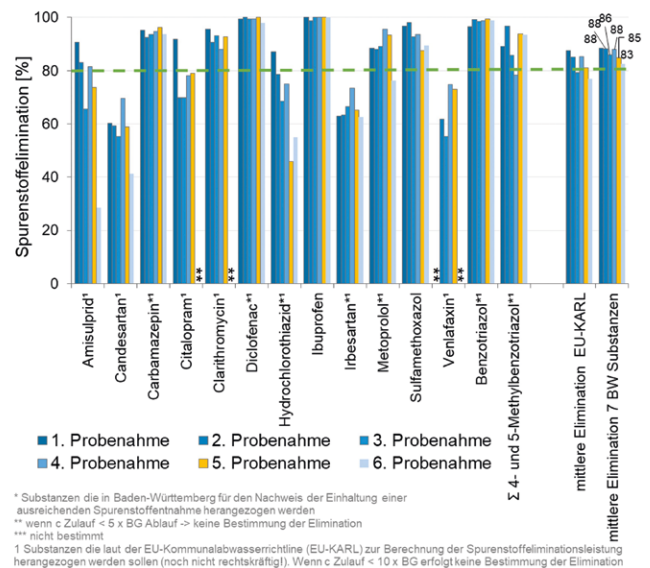 Spurenstoffelimination [%]
100
80
60
40
20
0
88
88
86
88
85
83
**
**
**
**
Amisulprid¹
Candesartan¹
Carbamazepin*¹
Citalopram¹
Clarithromycin¹
Diclofenac*¹
Hydrochlorothiazid*¹
Ibuprofen
Irbesartan*¹
Metoprolol*¹
Sulfamethoxazol
Venlafaxin¹
Benzotriazol*¹
Σ 4- und 5-Methylbenzotriazol*¹
mittlere Elimination EU-KARL
mittlere Elimination 7 BW Substanzen
1. Probenahme
2. Probenahme
3. Probenahme
4. Probenahme
5. Probenahme
6. Probenahme
* Substanzen die in Baden-Württemberg für den Nachweis der Einhaltung einer
ausreichenden Spurenstoffentnahme herangezogen werden
** wenn c Zulauf < 5 x BG Ablauf -> keine Bestimmung der Elimination
*** nicht bestimmt
1 Substanzen die laut der EU-Kommunalabwasserrichtline (EU-KARL) zur Berechnung der Spurenstoffeliminationsleistung
herangezogen werden sollen (noch nicht rechtskräftig!). Wenn c Zulauf < 10 x BG erfolgt keine Bestimmung der Elimination